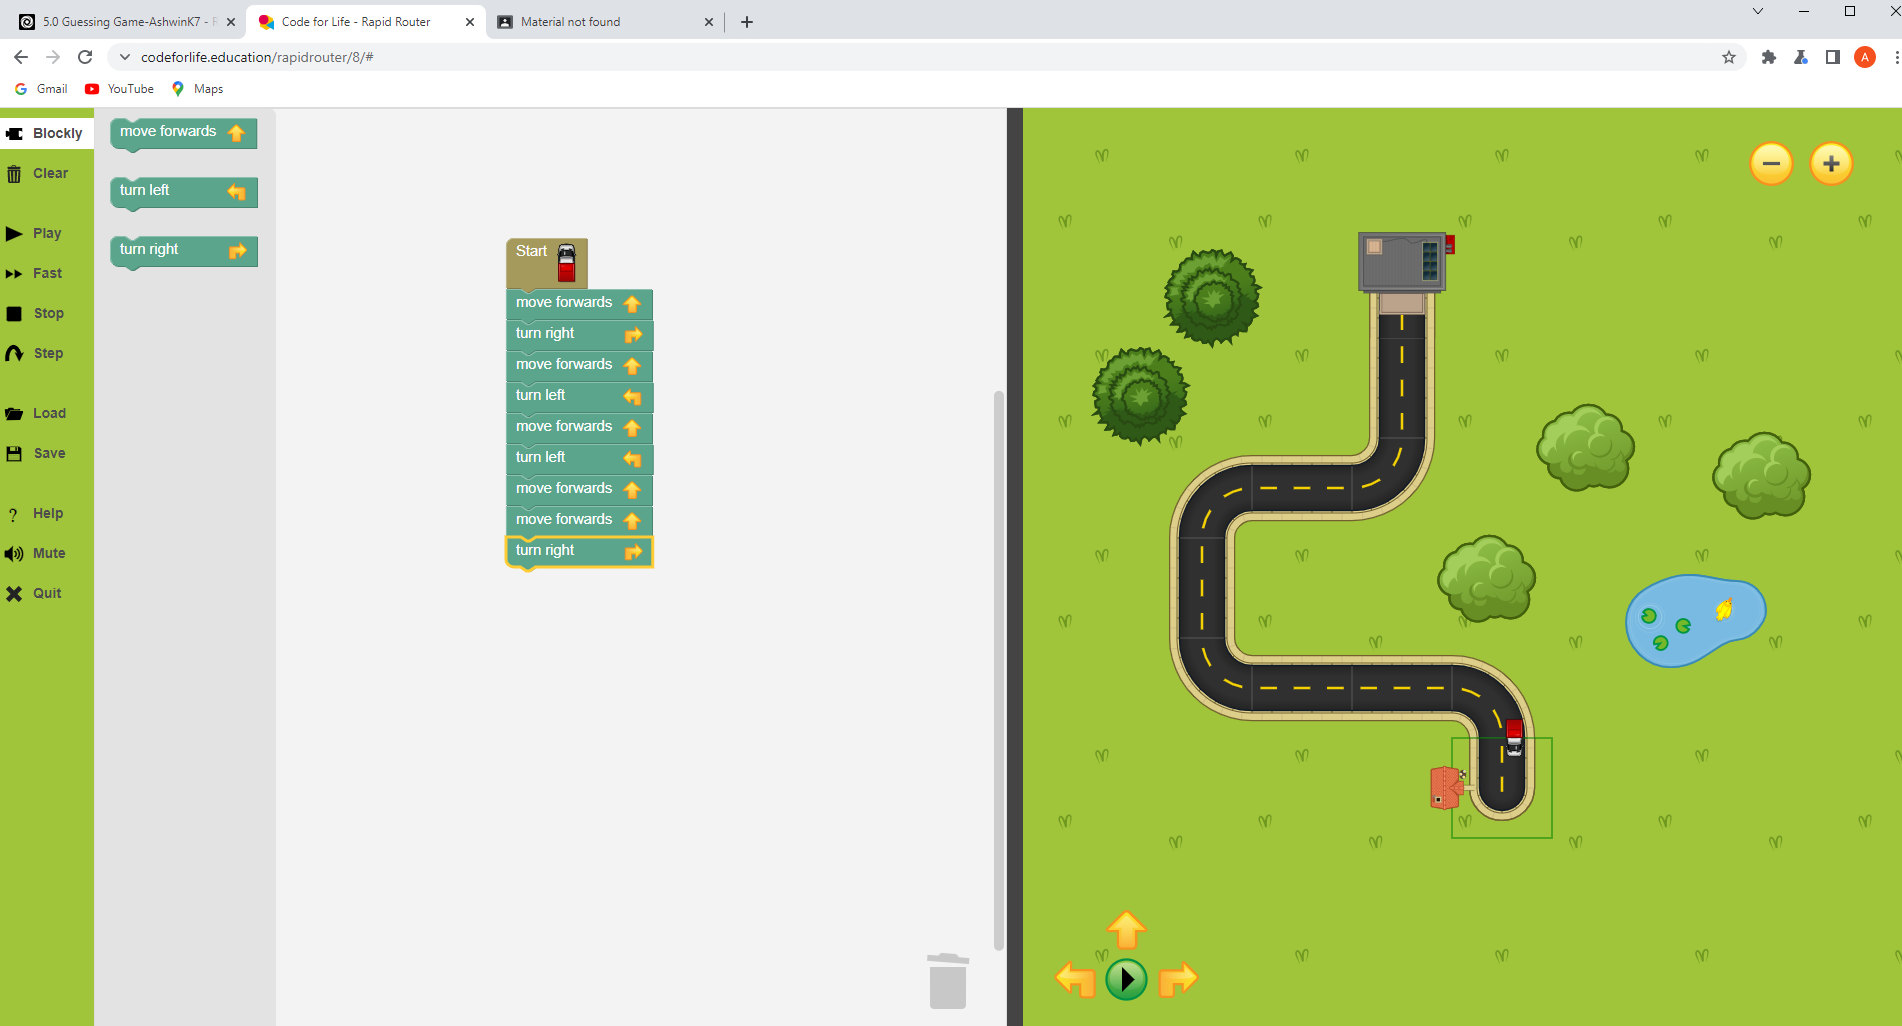 5.0 Guessing Game-AshwinK7 - R
Code for Life - Rapid Router
Material not found
codeforlife.education/rapidrouter/8/#
A
Gmail
YouTube
Maps
Blockly
Clear
Play
Fast
Stop
Step
Load
Save
? Help
Mute
Quit
move forwards
turn left
turn right
Start
move forwards
turn right
move forwards
turn left
move forwards
turn left
move forwards
move forwards
turn right